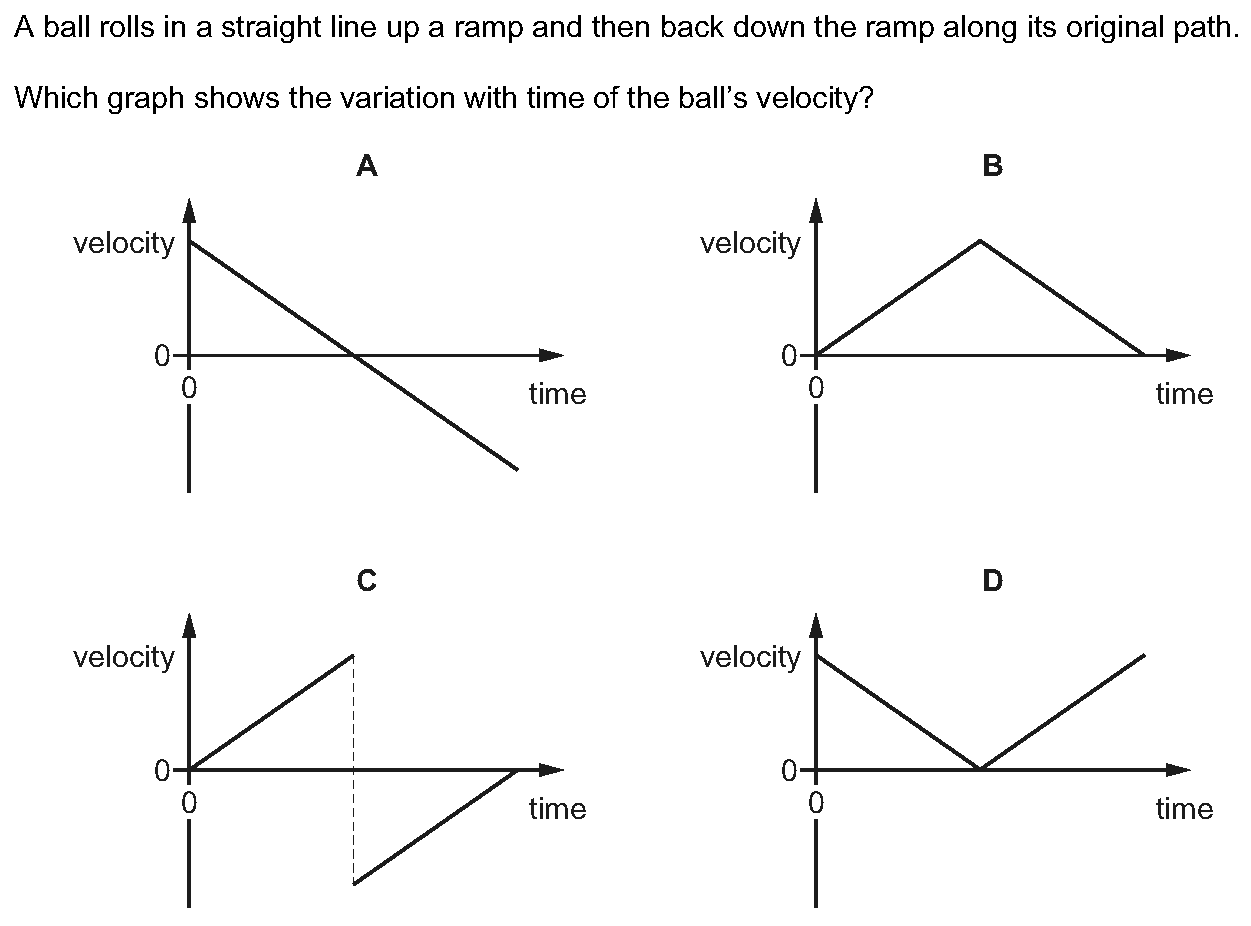 A ball rolls in a straight line up a ramp and then back down the ramp along its original path.
Which graph shows the variation with time of the ball’s velocity?
A
velocity
0
0
time
B
velocity
0
0
time
C
velocity
0
0
time
D
velocity
0
0
time